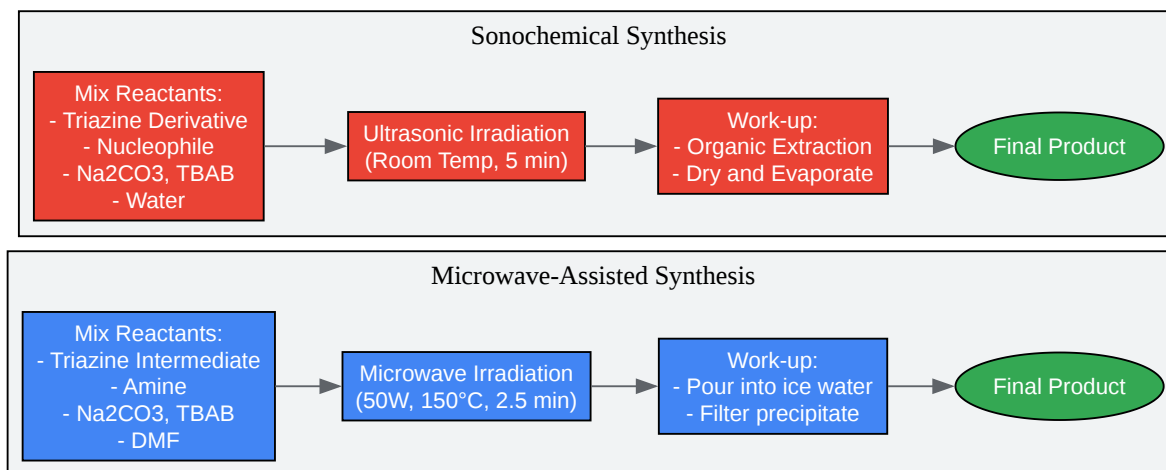 Sonochemical Synthesis
Mix Reactants:
- Triazine Derivative
- Nucleophile
- Na2CO3, TBAB
- Water
Ultrasonic Irradiation
(Room Temp, 5 min)
Work-up:
- Organic Extraction
- Dry and Evaporate
Final Product
Microwave-Assisted Synthesis
Mix Reactants:
- Triazine Intermediate
- Amine
- Na2CO3, TBAB
- DMF
Microwave Irradiation
(50W, 150°C, 2.5 min)
Work-up:
- Pour into ice water
- Filter precipitate
Final Product